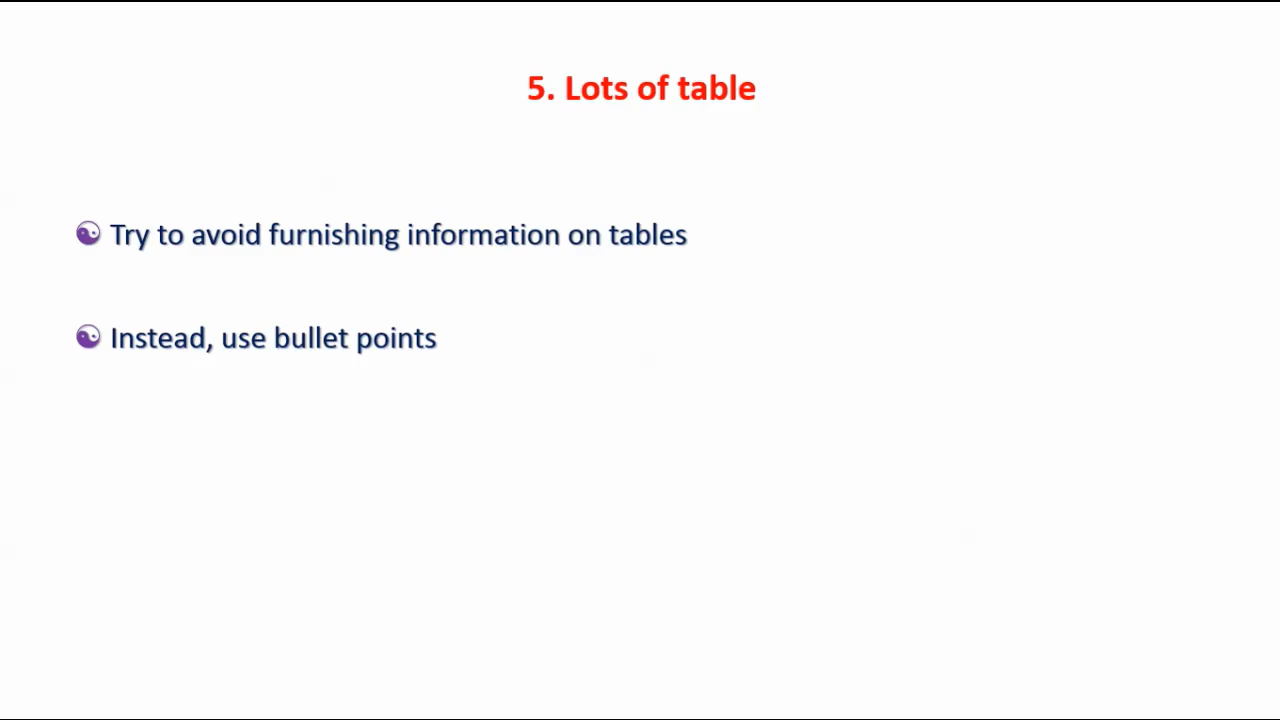 5. Lots of table
Try to avoid furnishing information on tables
Instead, use bullet points